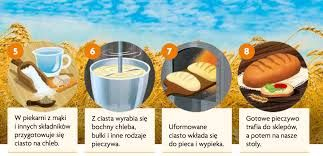 5
W piekarni z mąki
i innych składników
przygotowuje się
ciasto na chleb.
6
Z ciasta wyrabia się
bochny chleba,
bułki i inne rodzaje
pieczywa.
7
Uformowane
ciasto wkłada się
do pieca i wypieka.
8
Gotowe pieczywo
trafia do sklepów,
a potem na nasze
stoły.